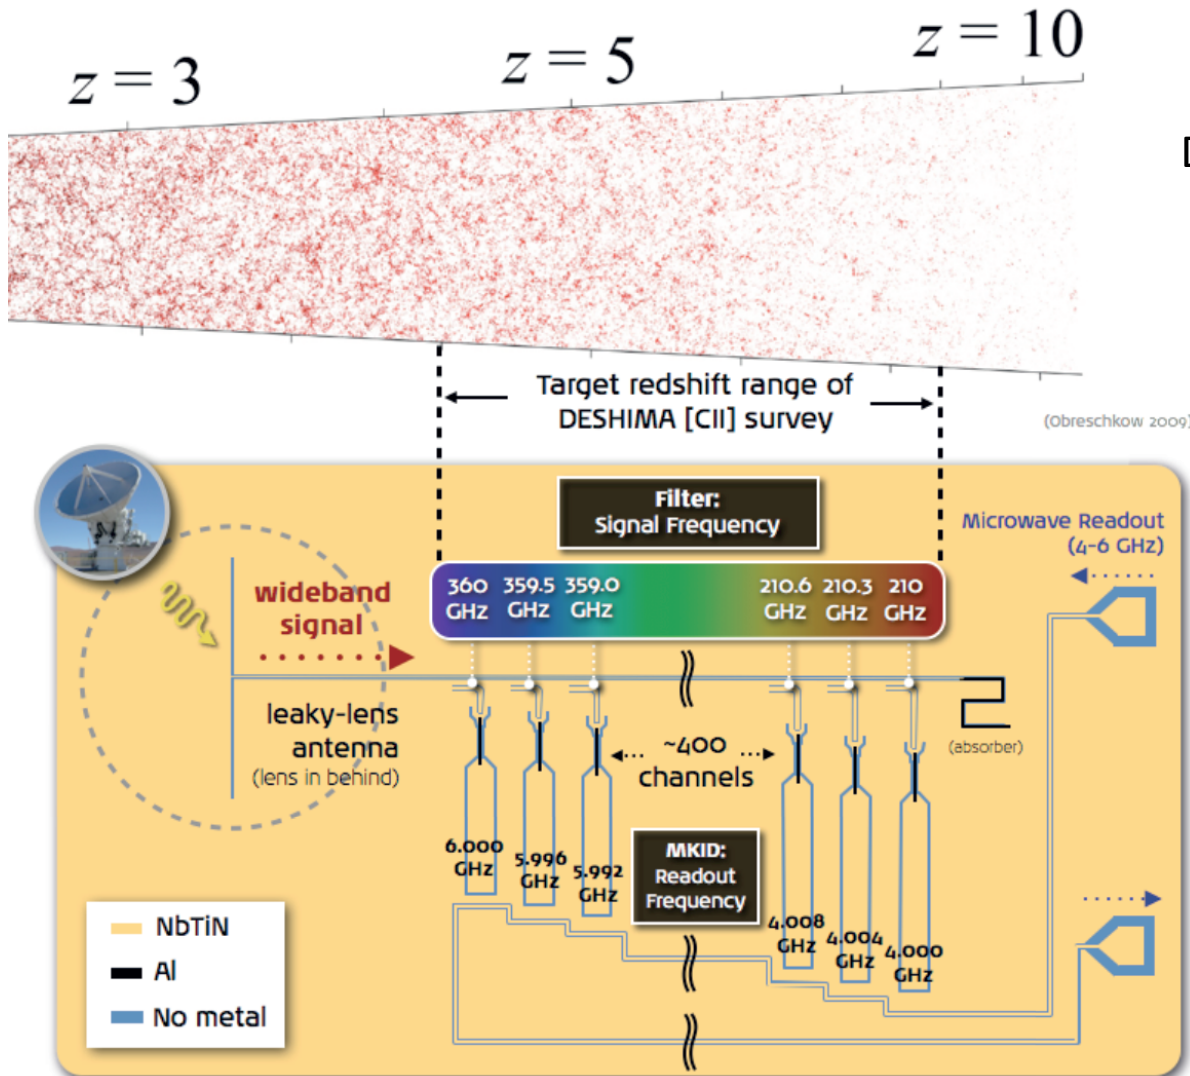 z = 3
z = 5
z = 10
[
Target redshift range of
DESHIMA [CII] survey
(Obreschkow 2009)
Filter:
Signal Frequency
Microwave Readout
(4-6 GHz)
wideband
signal
360 GHz
359.5 GHz
359.0 GHz
210.6 GHz
210.3 GHz
210 GHz
leaky-lens
antenna
(lens in behind)
~400
channels
(absorber)
6.000 GHz
5.996 GHz
5.992 GHz
MKID:
Readout
Frequency
4.008 GHz
4.004 GHz
4.000 GHz
NbTiN
Al
No metal